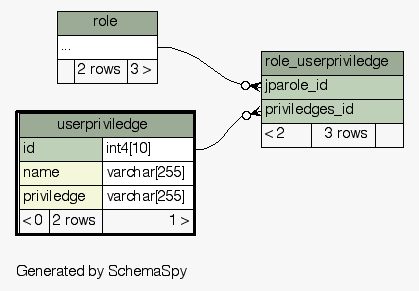 role
...
2 rows 3 >
role_userpriviledge
jparole_id
priviledges_id
< 2 3 rows
userpriviledge
id int4[10]
name varchar[255]
priviledge varchar[255]
< 0 2 rows 1 >
Generated by SchemaSpy